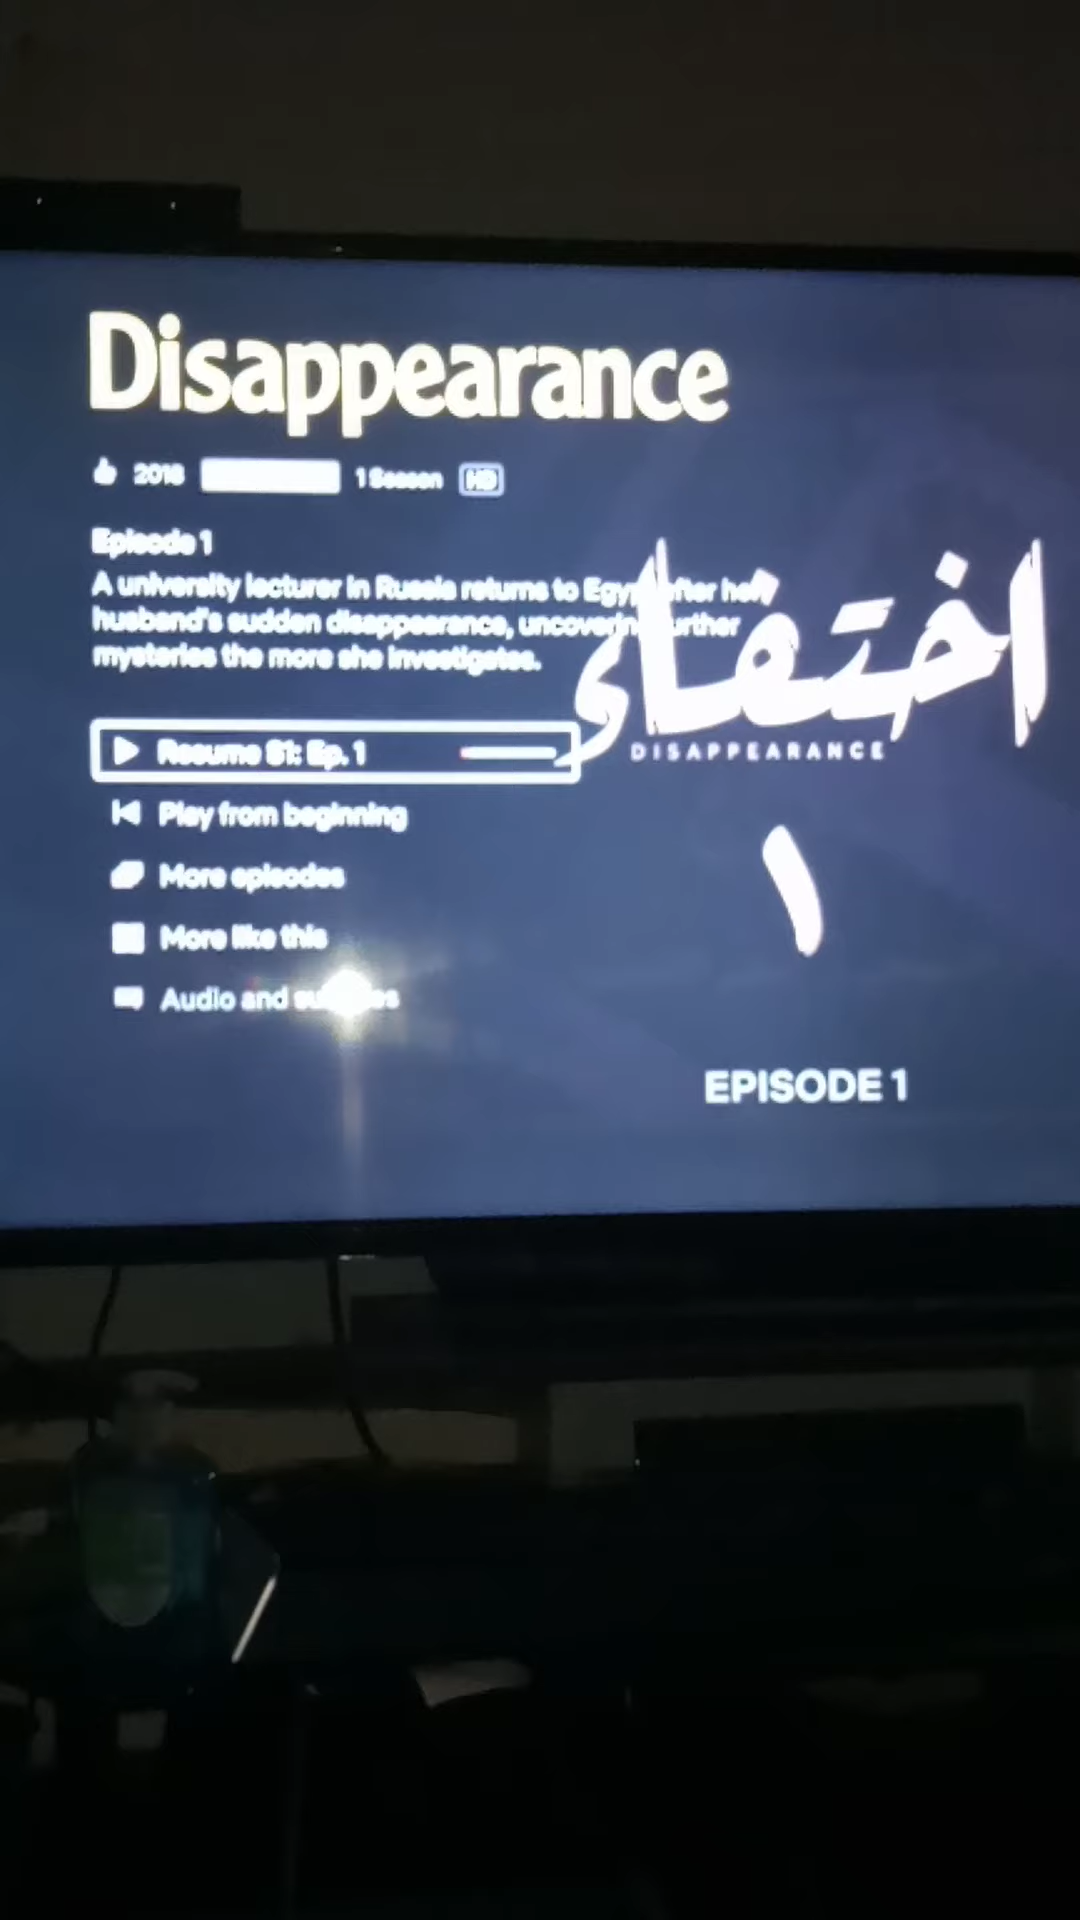 Disappearance
2018 1 Season HD
Episode 1
A university lecturer in Russia returns to Egypt after her
husband's sudden disappearance, uncovering further
mysteries the more she investigates.
Resume S1: Ep. 1
Play from beginning
More episodes
More like this
Audio and subtitles
اختفاء
DISAPPEARANCE
١
EPISODE 1